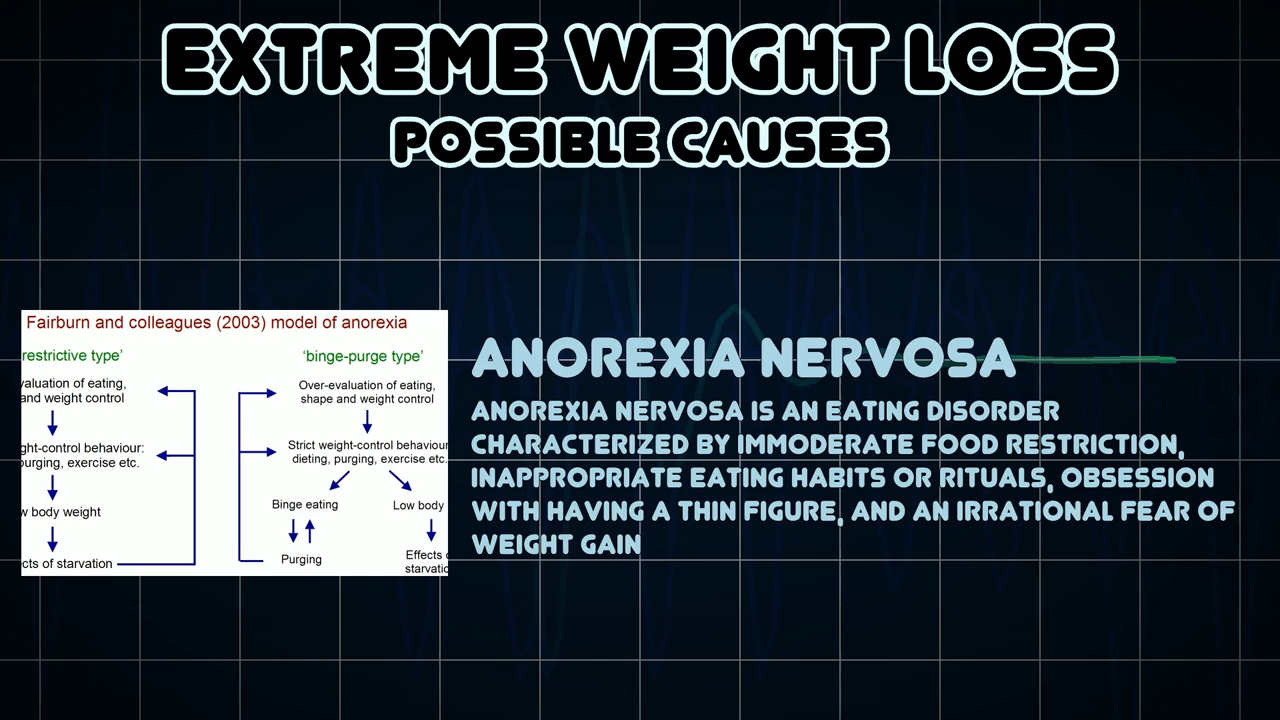 EXTREME WEIGHT LOSS
POSSIBLE CAUSES
Fairburn and colleagues (2003) model of anorexia
restrictive type’
valuation of eating,
and weight control
ght-control behaviour:
purging, exercise etc.
w body weight
cts of starvation
‘binge-purge type’
Over-evaluation of eating,
shape and weight control
Strict weight-control behaviour
dieting, purging, exercise etc.
Binge eating
Low body
Purging
Effects
starvatio
ANOREXIA NERVOSA
ANOREXIA NERVOSA IS AN EATING DISORDER
CHARACTERIZED BY IMMODERATE FOOD RESTRICTION,
INAPPROPRIATE EATING HABITS OR RITUALS, OBSESSION
WITH HAVING A THIN FIGURE, AND AN IRRATIONAL FEAR OF
WEIGHT GAIN